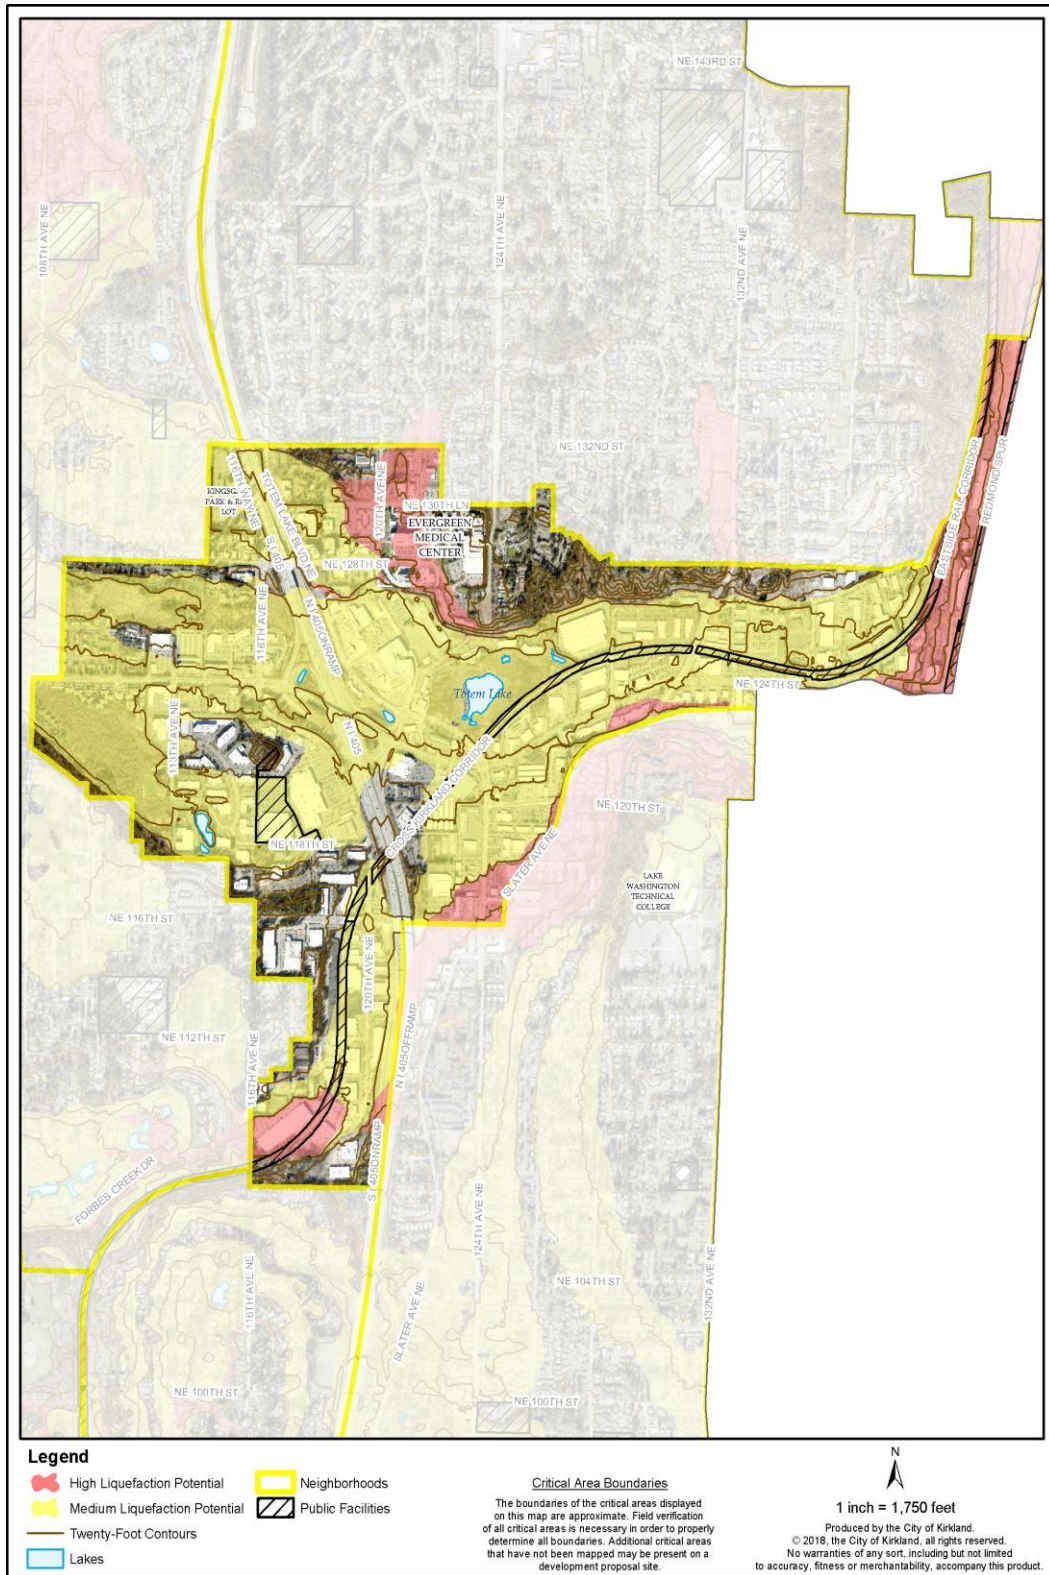 NE 143RD ST
108TH AVE NE
124TH AVE NE
132ND AVE NE
NE 132ND ST
EASTSIDE RAIL CORRIDOR
REDMOND SPUR
116TH WAY NE
TOTEM LAKE BLVD NE
PARK &
LOT
S I 405
120TH AVE NE
NE 130TH LN
EVERGREEN
MEDICAL
CENTER
NE 128TH ST
116TH AVE NE
N I 405 ONRAMP
Totem Lake
NE 124TH ST
113TH AVE NE
N I 405
CROSS KIRKLAND CORRIDOR
NE 120TH ST
NE 118TH ST
SLATER AVE NE
LAKE
WASHINGTON
TECHNICAL
COLLEGE
NE 116TH ST
120TH AVE NE
NE 112TH ST
116TH AVE NE
N I 405OFFRAMP
S I 405ONRAMP
FORBES CREEK DR
124TH AVE NE
116TH AVE NE
NE 104TH ST
132ND AVE NE
SLATER AVE NE
NE 100TH ST
NE 100TH ST
Legend
High Liquefaction Potential
Medium Liquefaction Potential
Twenty-Foot Contours
Lakes
Neighborhoods
Public Facilities
Critical Area Boundaries
The boundaries of the critical areas displayed
on this map are approximate. Field verification
of all critical areas is necessary in order to properly
determine all boundaries. Additional critical areas
that have not been mapped may be present on a
development proposal site.
N
1 inch = 1,750 feet
Produced by the City of Kirkland.
© 2018, the City of Kirkland, all rights reserved.
No warranties of any sort, including but not limited
to accuracy, fitness or merchantability, accompany this product.